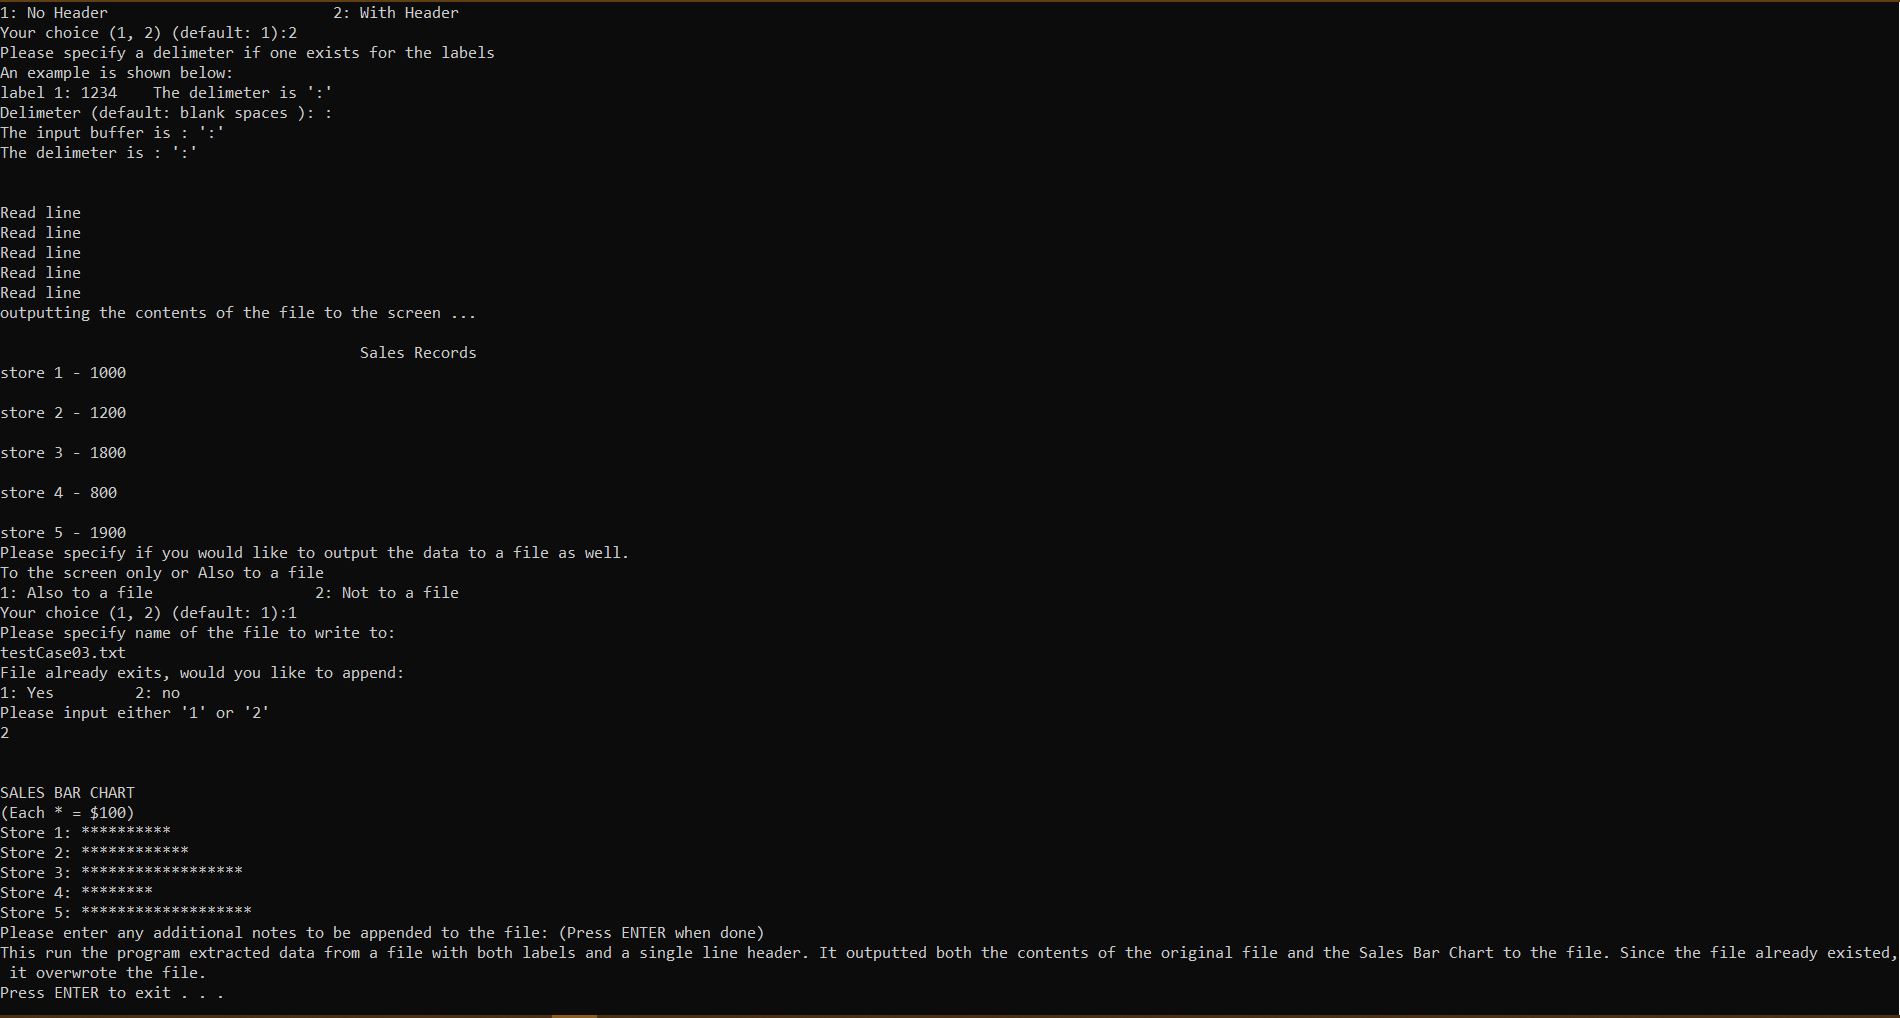 1: No Header                         2: With Header
Your choice (1, 2) (default: 1):2
Please specify a delimeter if one exists for the labels
An example is shown below:
label 1: 1234    The delimeter is ':'
Delimeter (default: blank spaces ): :
The input buffer is : ':'
The delimeter is : ':'
Read line
Read line
Read line
Read line
Read line
outputting the contents of the file to the screen ...
Sales Records
store 1 - 1000
store 2 - 1200
store 3 - 1800
store 4 - 800
store 5 - 1900
Please specify if you would like to output the data to a file as well.
To the screen only or Also to a file
1: Also to a file                  2: Not to a file
Your choice (1, 2) (default: 1):1
Please specify name of the file to write to:
testCase03.txt
File already exits, would you like to append:
1: Yes         2: no
Please input either '1' or '2'
2
SALES BAR CHART
(Each * = $100)
Store 1: **********
Store 2: ************
Store 3: ******************
Store 4: ********
Store 5: *******************
Please enter any additional notes to be appended to the file: (Press ENTER when done)
This run the program extracted data from a file with both labels and a single line header. It outputted both the contents of the original file and the Sales Bar Chart to the file. Since the file already existed,
it overwrote the file.
Press ENTER to exit . . .